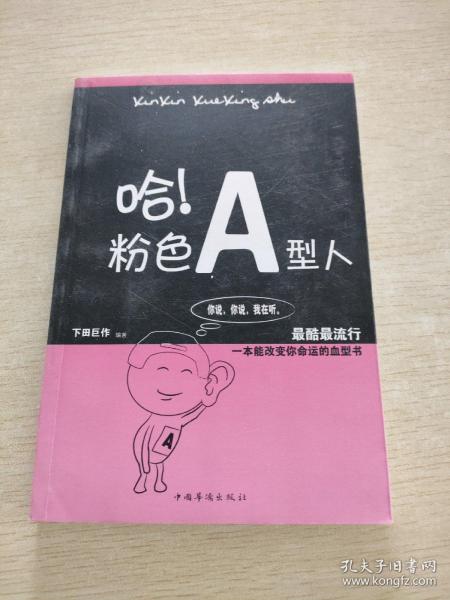 XinXin XueXing shu
哈!
粉色A型人
你说,你说,我在听。
下田巨作 编著
最酷最流行
一本能改变你命运的血型书
A
中国华侨出版社
孔夫子旧书网
www.kongfz.com